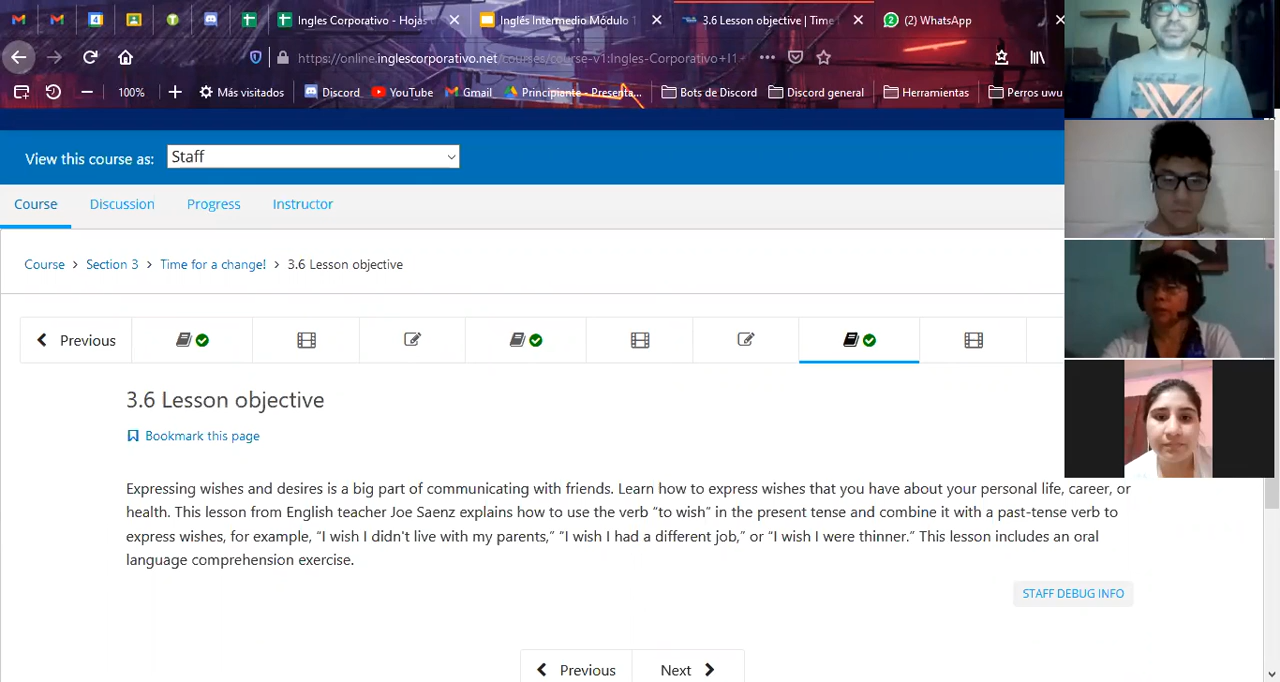 Ingles Corporativo - Hojas
Inglés Intermedio Módulo 1
3.6 Lesson objective | Time
(2) WhatsApp
https://online.inglescorporativo.net/courses/course-v1:Ingles-Corporativo+I1
100%
Más visitados
Discord
YouTube
Gmail
Principiante - Presenta...
Bots de Discord
Discord general
Herramientas
Perros uwu
View this course as:
Staff
Course
Discussion
Progress
Instructor
Course > Section 3 > Time for a change! > 3.6 Lesson objective
Previous
3.6 Lesson objective
Bookmark this page
Expressing wishes and desires is a big part of communicating with friends. Learn how to express wishes that you have about your personal life, career, or
health. This lesson from English teacher Joe Saenz explains how to use the verb “to wish” in the present tense and combine it with a past-tense verb to
express wishes, for example, “I wish I didn't live with my parents,” “I wish I had a different job,” or “I wish I were thinner.” This lesson includes an oral
language comprehension exercise.
STAFF DEBUG INFO
Previous
Next